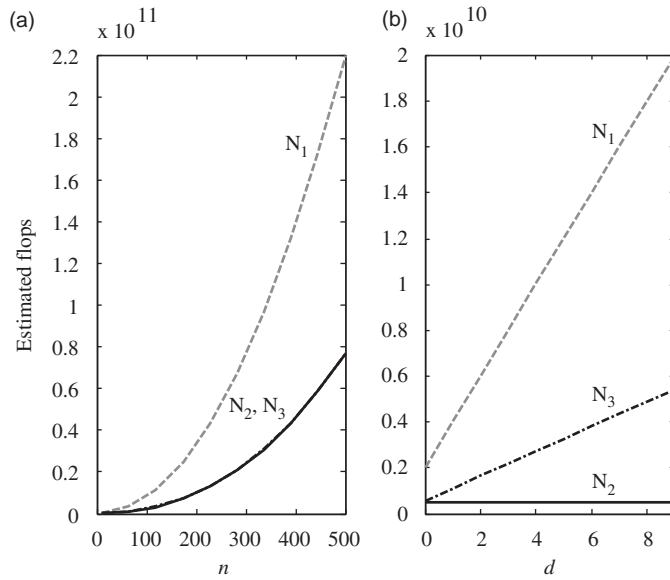 (a)
x 10^11
2.2
2
1.8
1.6
1.4
1.2
1
0.8
0.6
0.4
0.2
0
Estimated flops
N₁
N₂, N₃
0 100 200 300 400 500
n
(b)
x 10^10
2
1.8
1.6
1.4
1.2
1
0.8
0.6
0.4
0.2
0
N₁
N₃
N₂
0 2 4 6 8
d